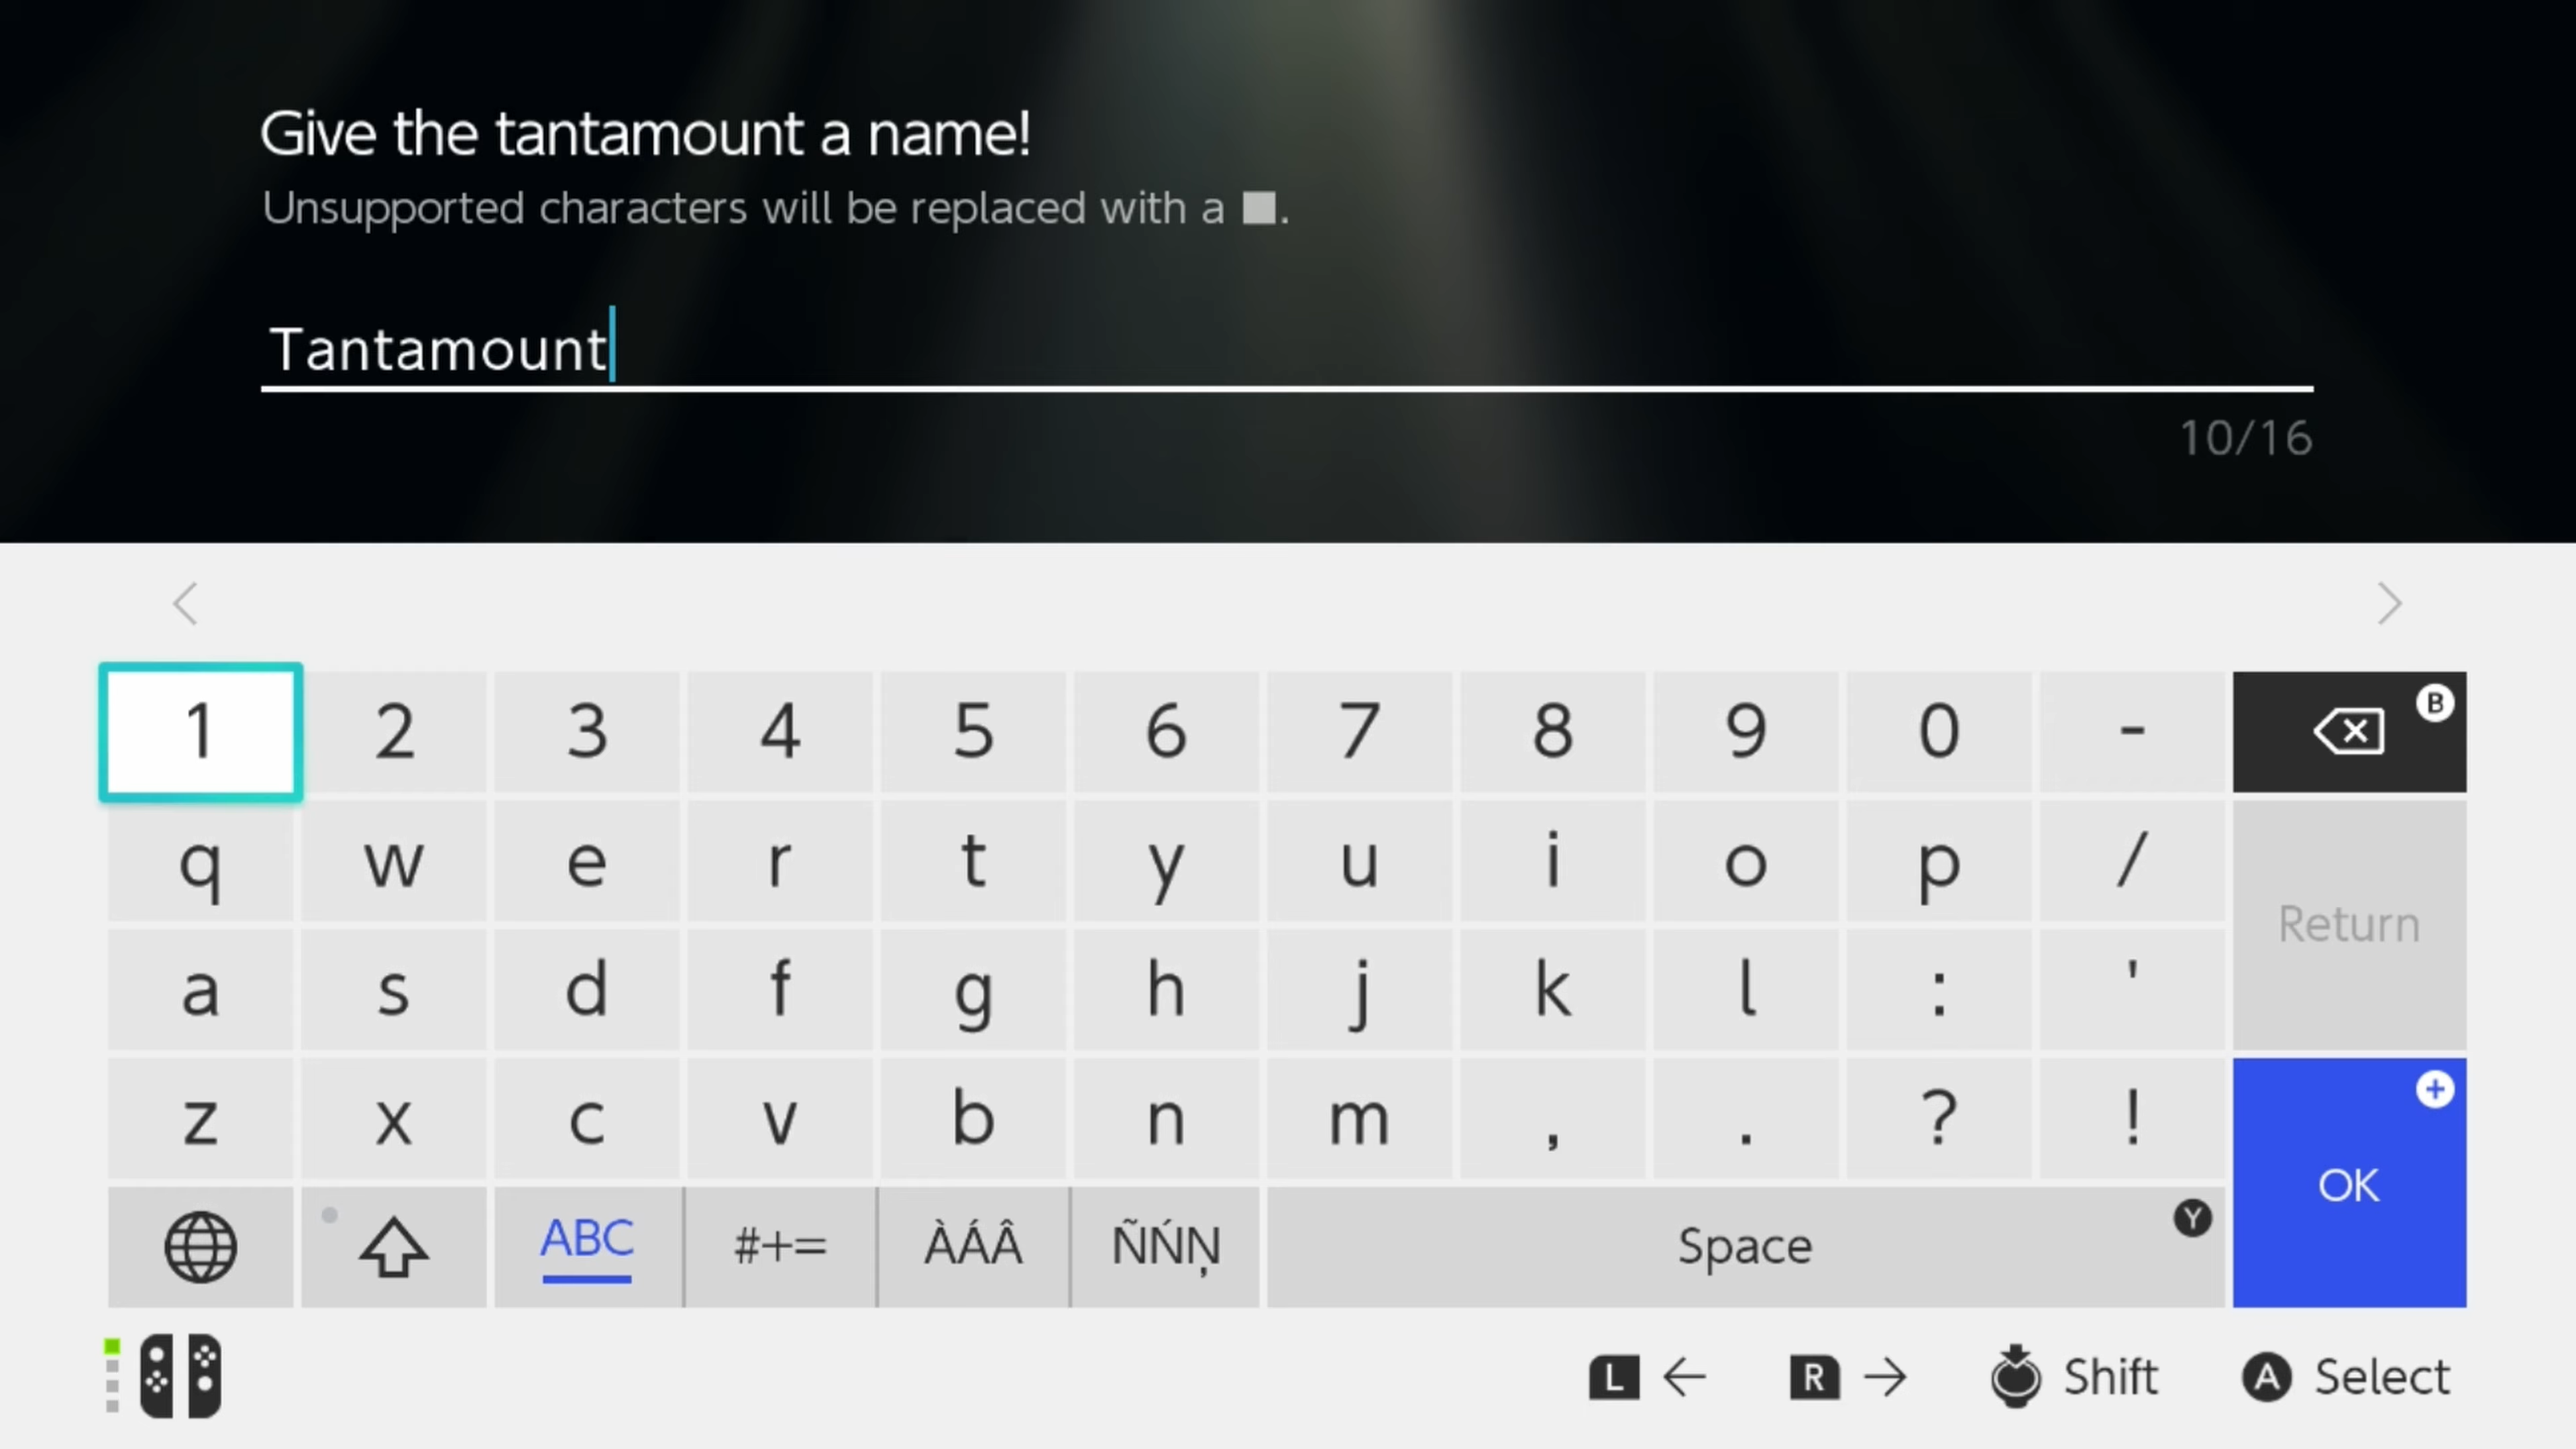 Give the tantamount a name!
Unsupported characters will be replaced with a ■.
Tantamount
10/16
1 2 3 4 5 6 7 8 9 0 - B
q w e r t y u i o p / Return
a s d f g h j k l : '
z x c v b n m , . ? ! + OK
ABC #+= ÀÁÂ ÑŃŅ Space Y
L ← R → Shift A Select